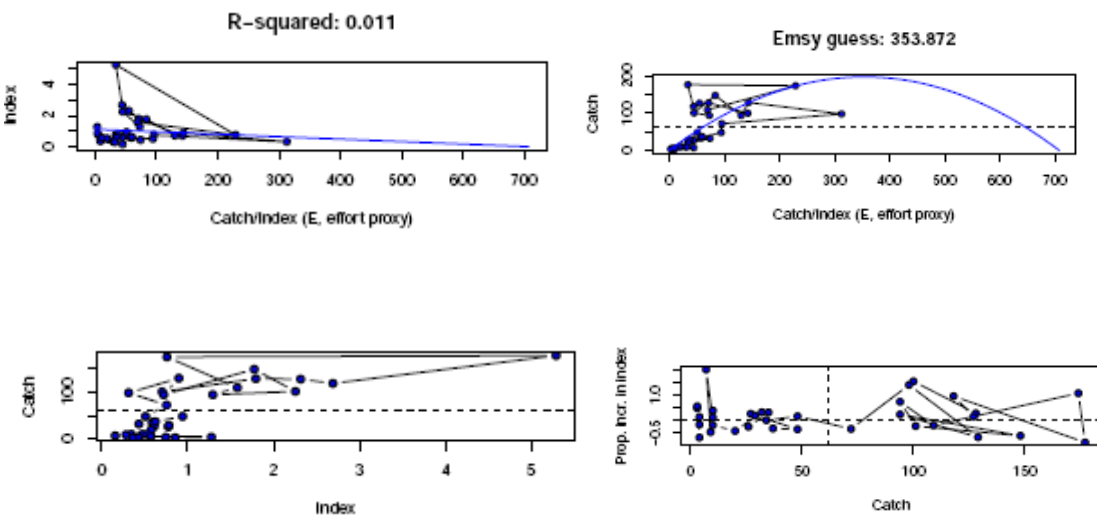 R-squared: 0.011
Index
0 2 4
0 100 200 300 400 500 600 700
Catch/Index (E, effort proxy)
Emsy guess: 353.872
Catch
0 100 200
0 100 200 300 400 500 600 700
Catch/Index (E, effort proxy)
Catch
0 100
0 1 2 3 4 5
Index
Prop. incr. in index
-0.5 1.0
0 50 100 150
Catch